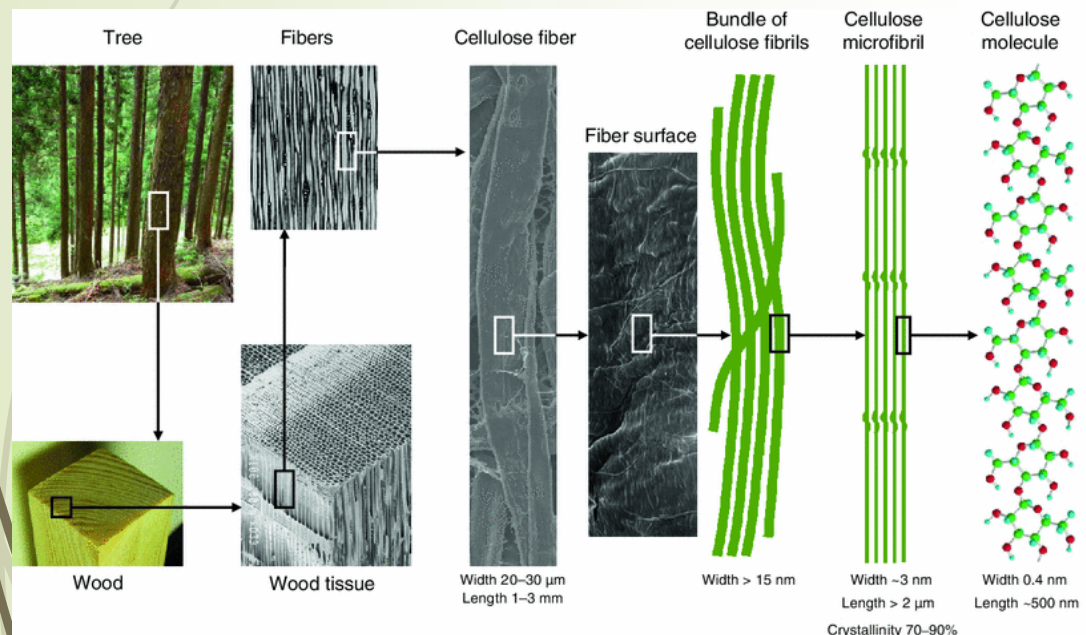 Tree
Fibers
Cellulose fiber
Bundle of
cellulose fibrils
Cellulose
microfibril
Cellulose
molecule
Fiber surface
Wood
Wood tissue
Width 20–30 µm
Length 1–3 mm
Width > 15 nm
Width ~3 nm
Length > 2 µm
Crystallinity 70–90%
Width 0.4 nm
Length ~500 nm